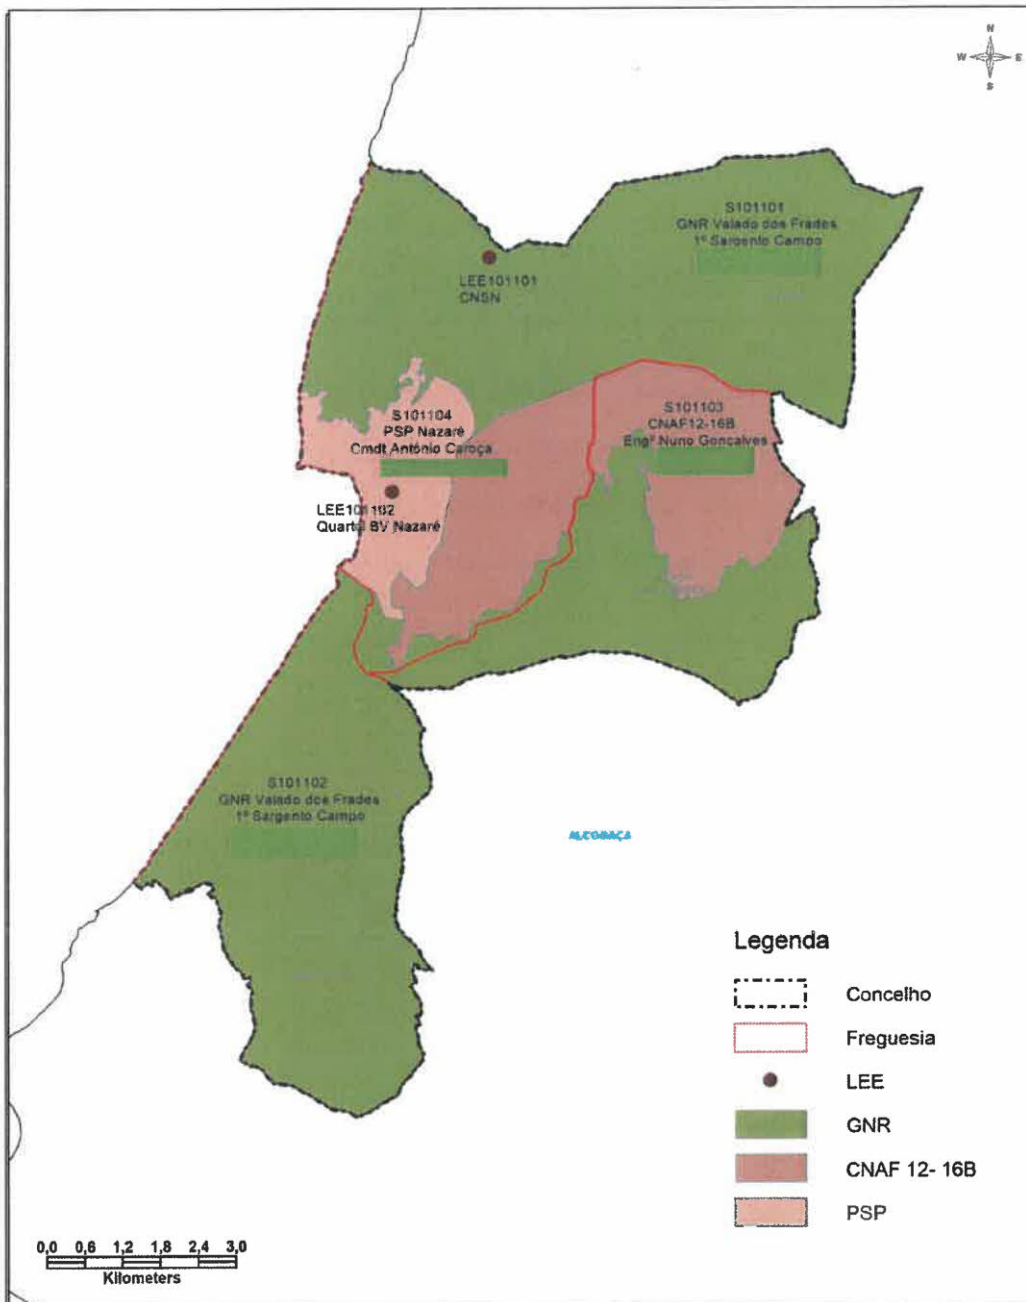 N
W E
S
S101101
GNR Valado dos Frades
1º Sargento Campo
LEE101101
CNSN
S101104
PSP Nazaré
Cmdt António Caroça
S101103
CNAF12-16B
Engº Nuno Gonçalves
LEE101102
Quartel BV Nazaré
S101102
GNR Valado dos Frades
1º Sargento Campo
ALCOBAÇA
Legenda
Concelho
Freguesia
LEE
GNR
CNAF 12- 16B
PSP
0,0 0,6 1,2 1,8 2,4 3,0
Kilometers